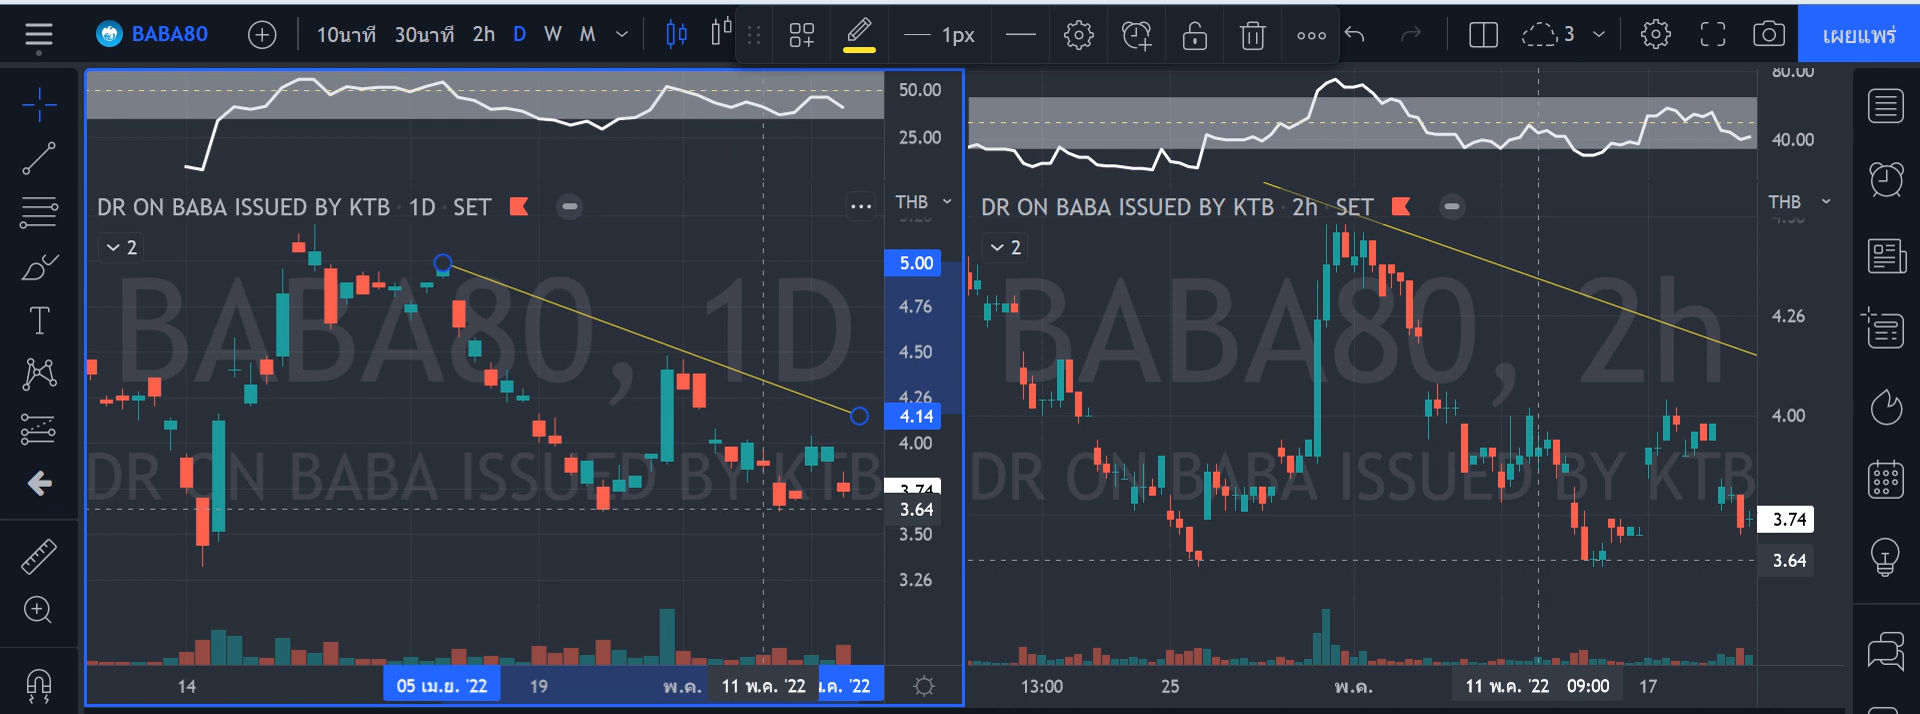 BABA80 10นาที 30นาที 2h D W M 1px 3 เผยแพร่
50.00
25.00
DR ON BABA ISSUED BY KTB · 1D · SET
THB
2
5.00
4.76
4.50
4.26
4.14
4.00
3.74
3.64
3.50
3.26
BABA80, 1D
DR ON BABA ISSUED BY KTB
14 05 เม.ย. '22 19 พ.ค. 11 พ.ค. '22 .ค. '22
80.00
40.00
DR ON BABA ISSUED BY KTB · 2h · SET
THB
2
4.26
4.00
3.74
3.64
BABA80, 2h
DR ON BABA ISSUED BY KTB
13:00 25 พ.ค. 11 พ.ค. '22 09:00 17